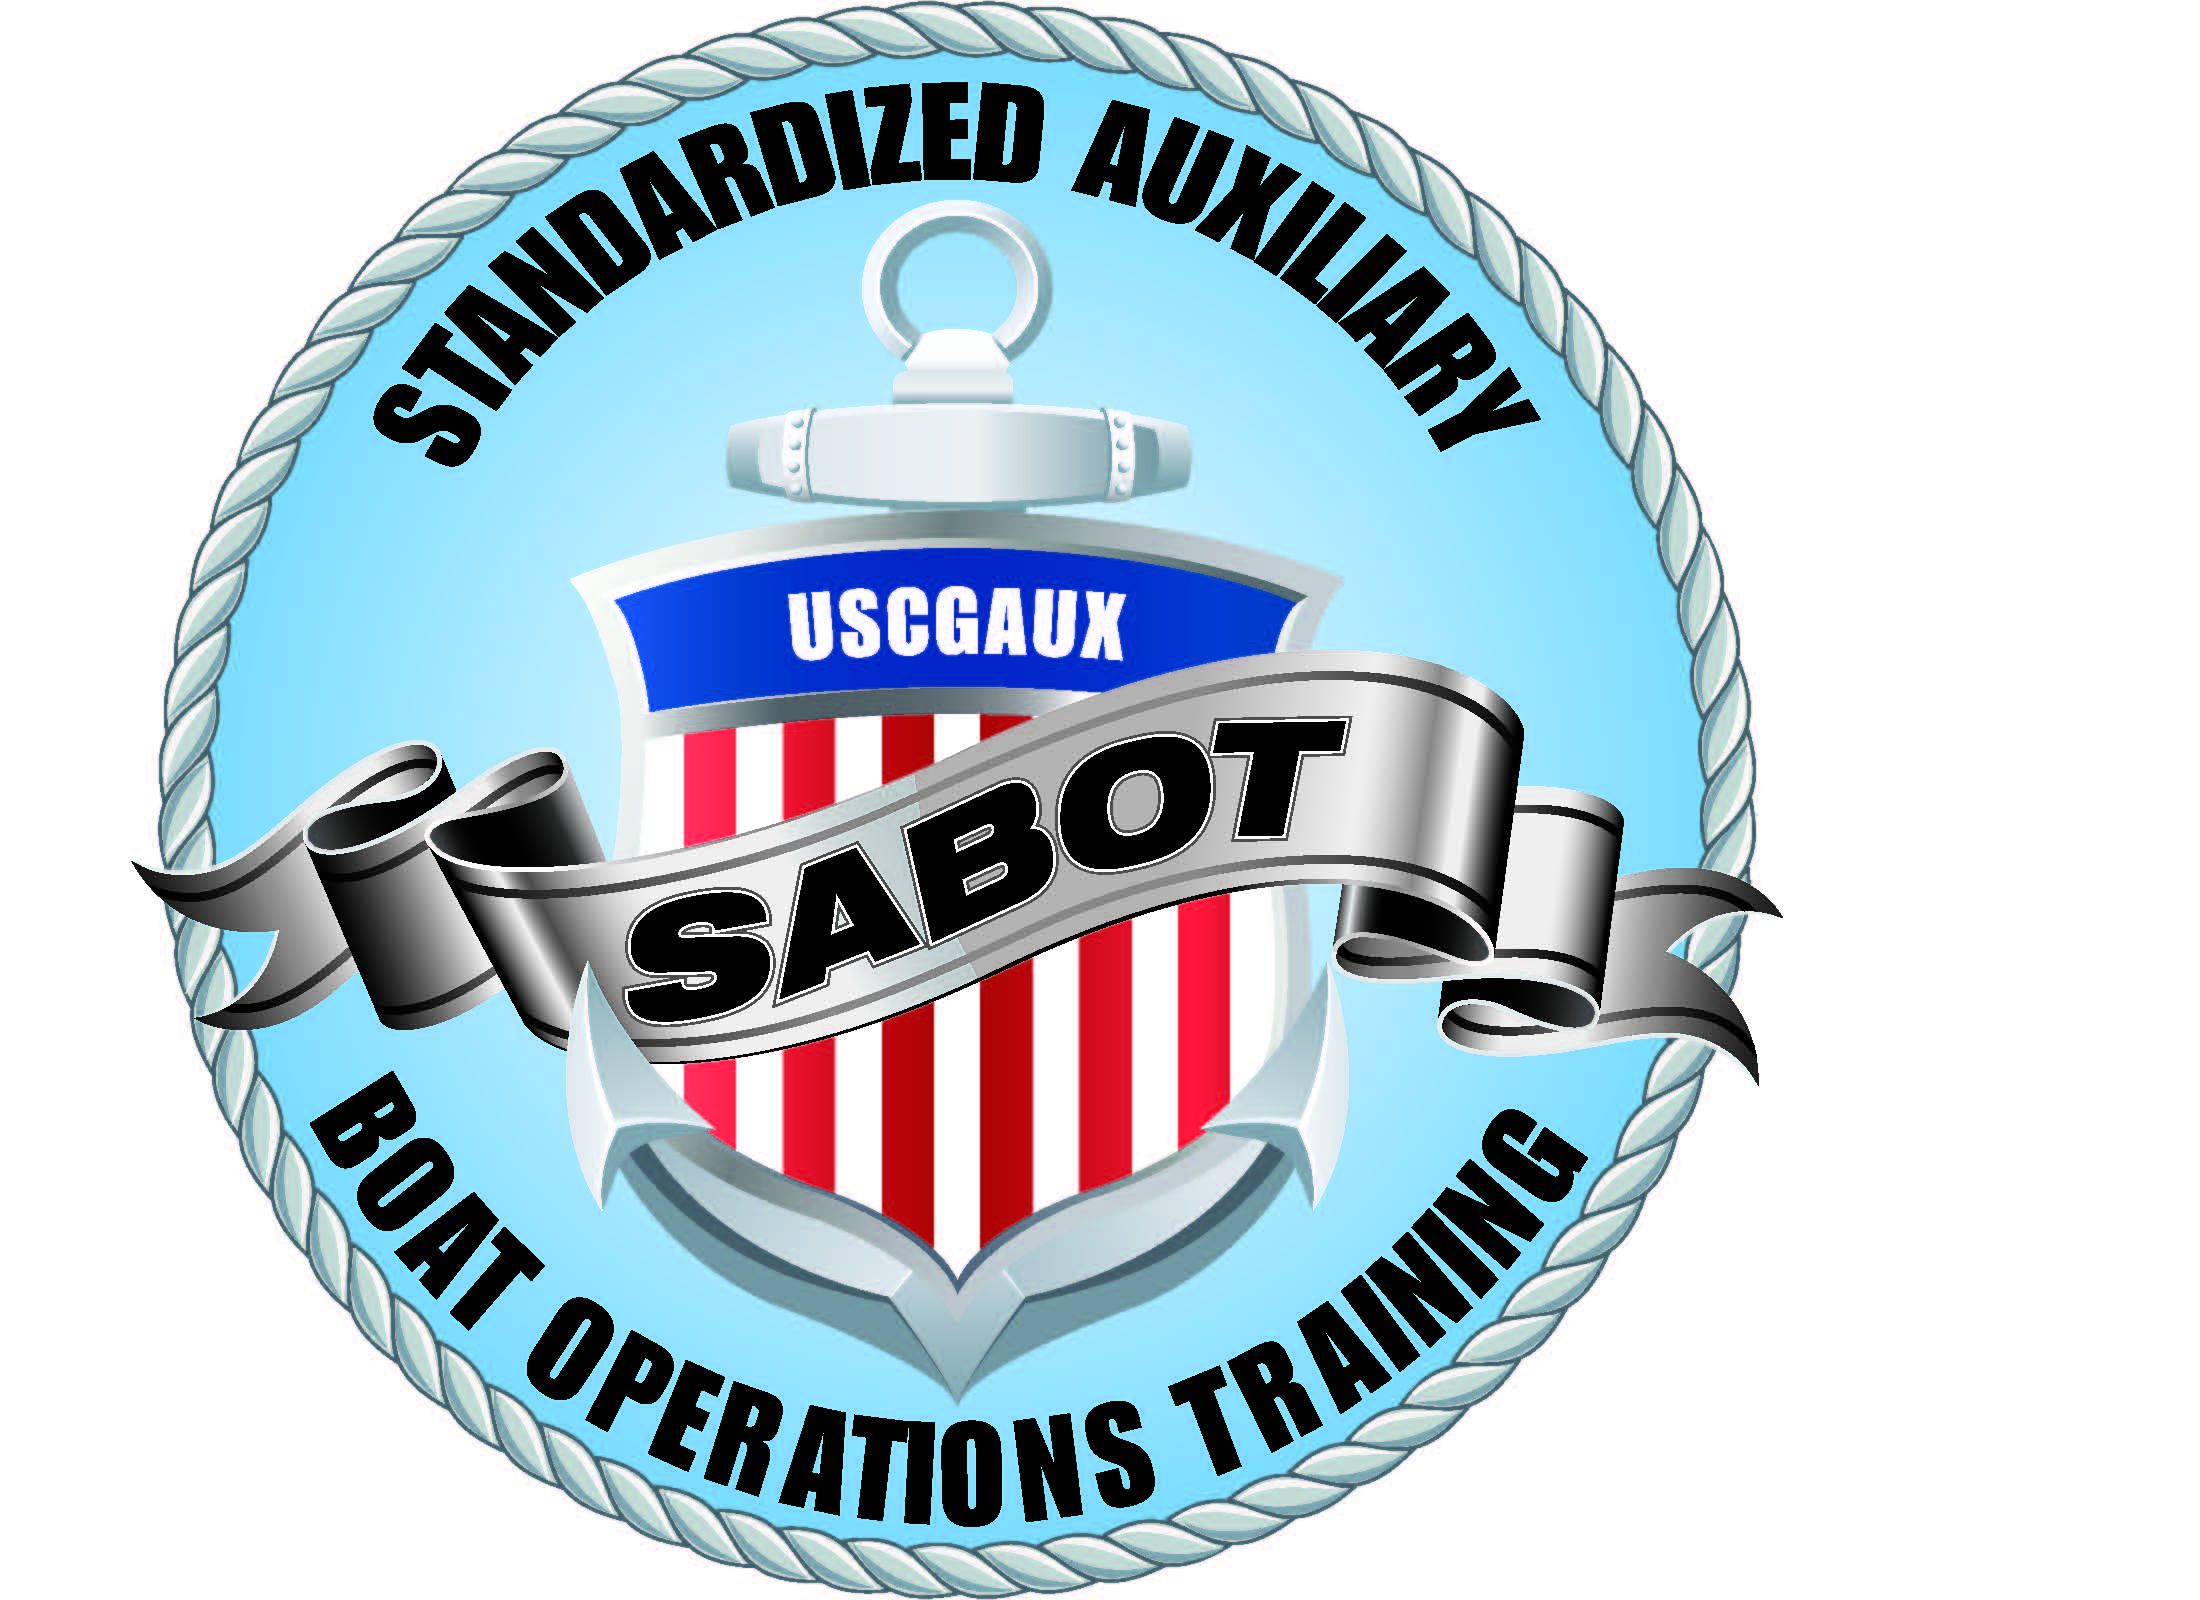 STANDARDIZED AUXILIARY
USCGAUX
SABOT
BOAT OPERATIONS TRAINING